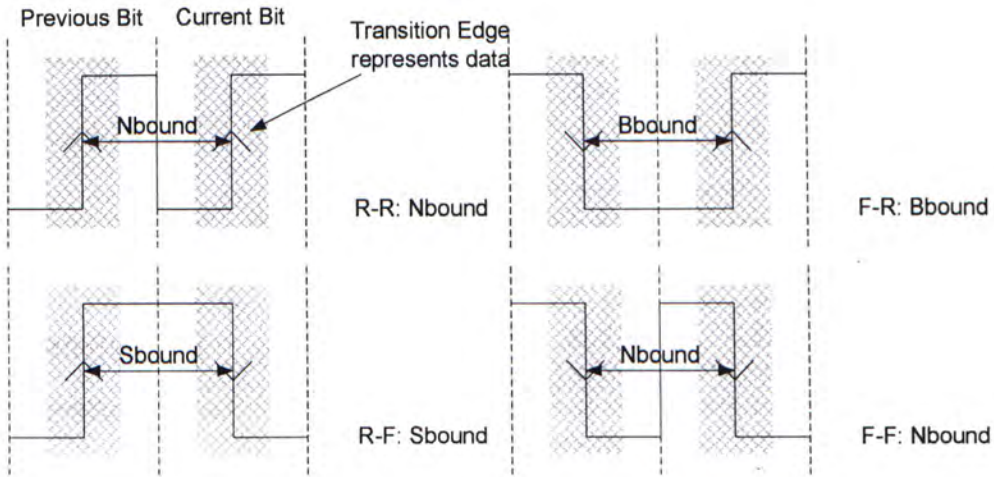 Previous Bit Current Bit
Transition Edge
represents data
Nbound
R-R: Nbound
Bbound
F-R: Bbound
Sbound
R-F: Sbound
Nbound
F-F: Nbound